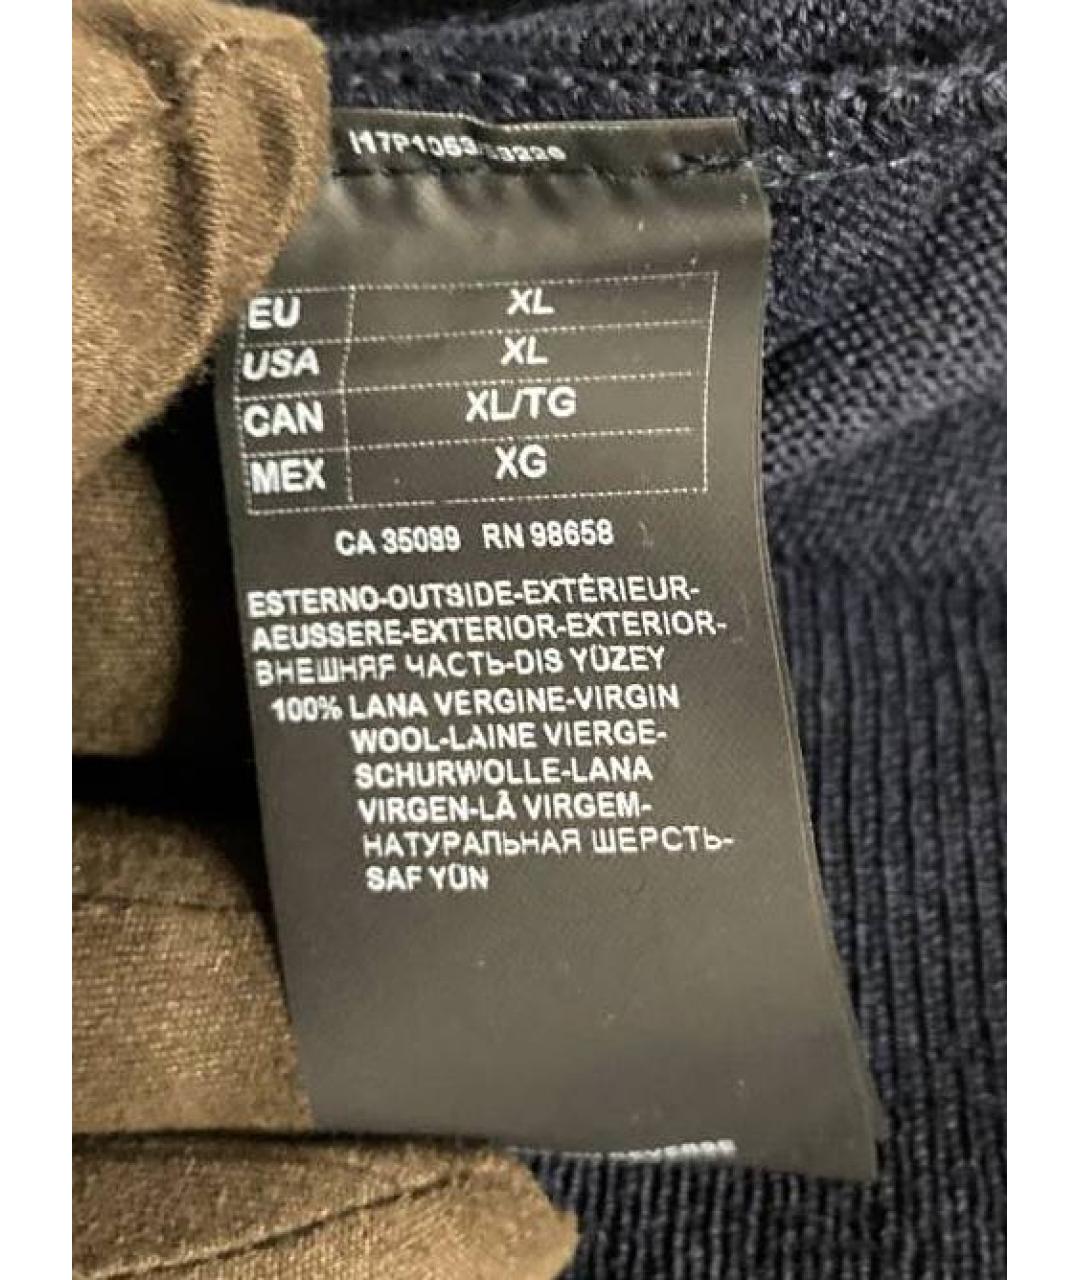 I17P1053
EU XL
USA XL
CAN XL/TG
MEX XG
CA 35089 RN 98658
ESTERNO-OUTSIDE-EXTÉRIEUR-
AEUSSERE-EXTERIOR-EXTERIOR-
ВНЕШНЯЯ ЧАСТЬ-DIS YÜZEY
100% LANA VERGINE-VIRGIN
WOOL-LAINE VIERGE-
SCHURWOLLE-LANA
VIRGEN-LÃ VIRGEM-
НАТУРАЛЬНАЯ ШЕРСТЬ-
SAF YÜN